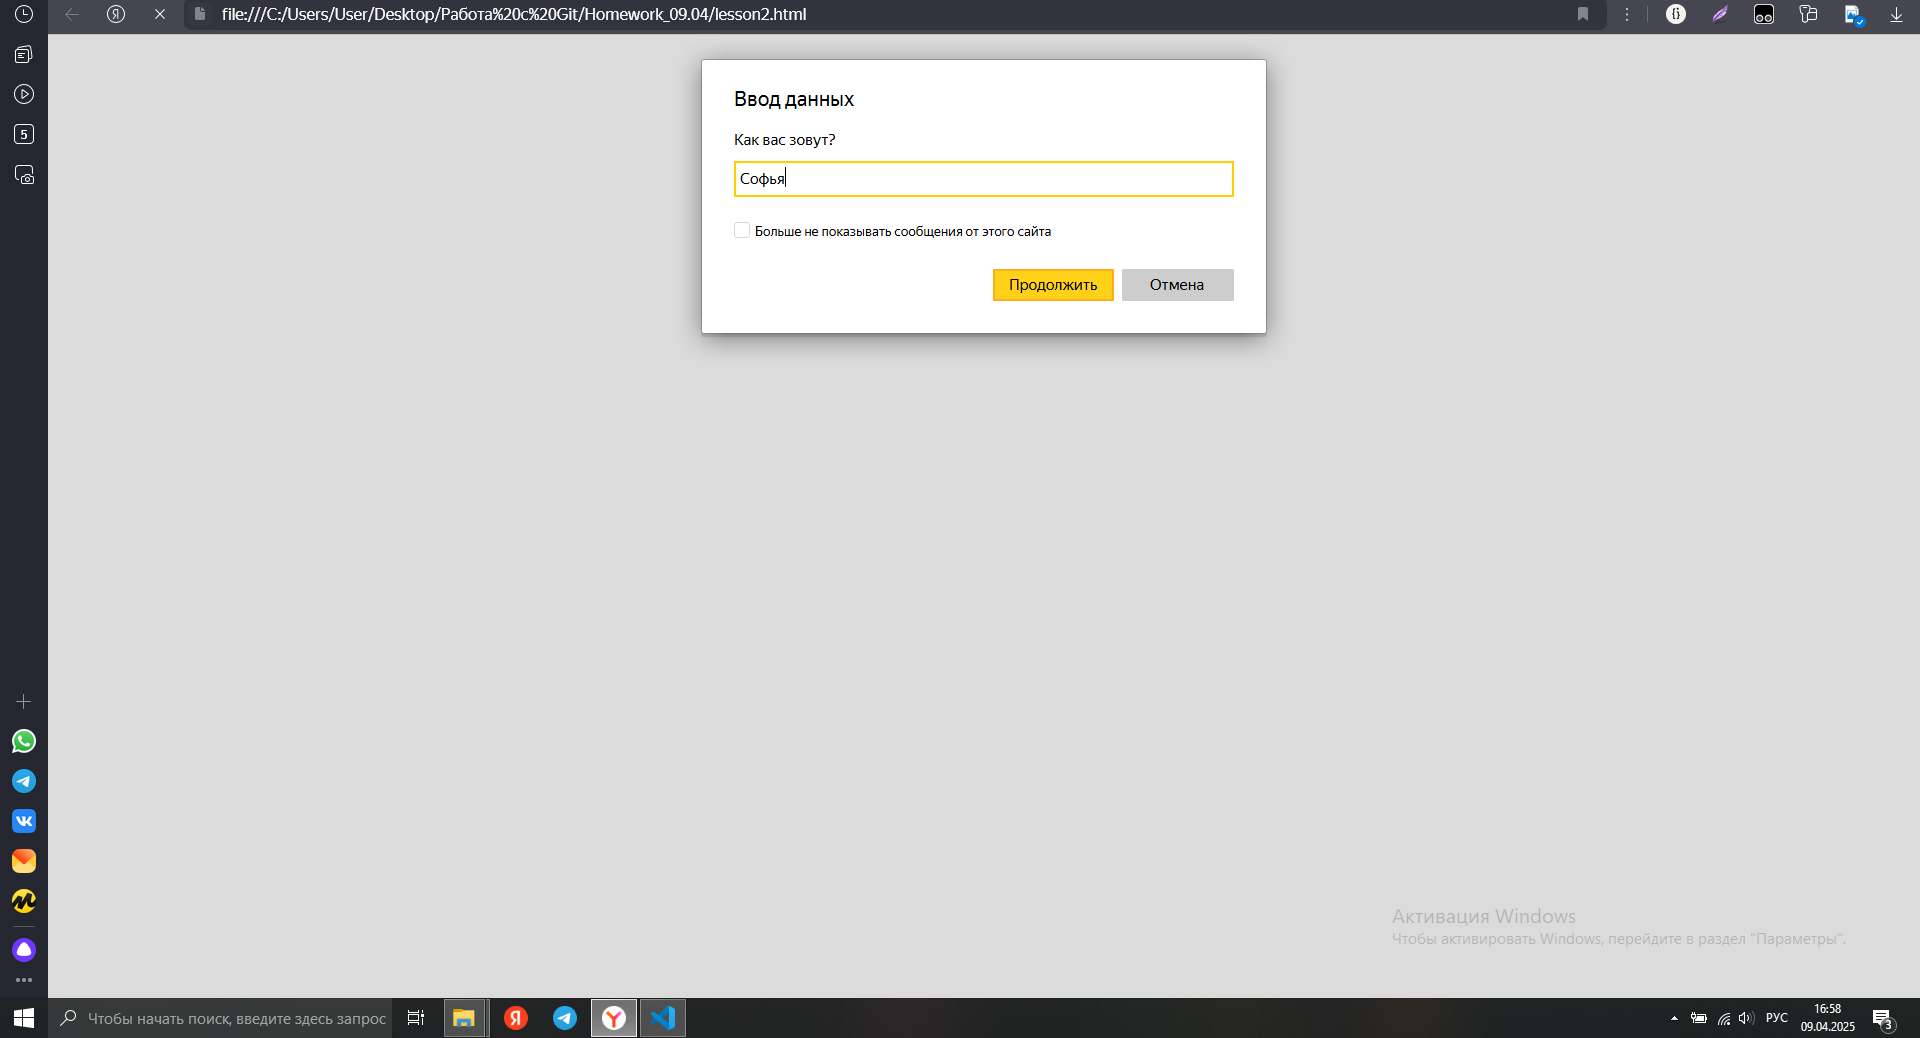 file:///C:/Users/User/Desktop/Работа%20с%20Git/Homework_09.04/lesson2.html
Ввод данных
Как вас зовут?
Софья
Больше не показывать сообщения от этого сайта
Продолжить
Отмена
5
Активация Windows
Чтобы активировать Windows, перейдите в раздел "Параметры".
Чтобы начать поиск, введите здесь запрос
РУС
16:58
09.04.2025
3